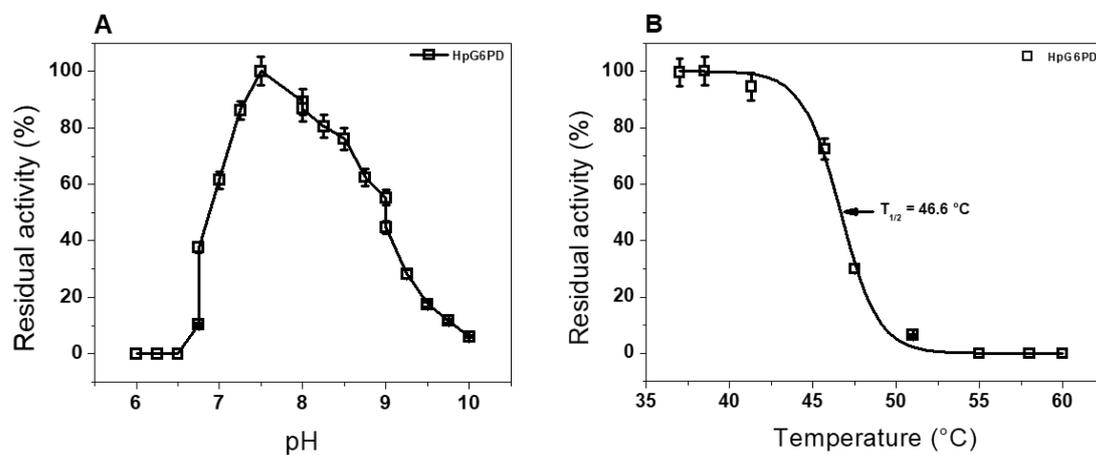 A
HpG6PD
Residual activity (%)
100
80
60
40
20
0
6 7 8 9 10
pH
B
HpG6PD
Residual activity (%)
100
80
60
40
20
0
T1/2 = 46.6 °C
35 40 45 50 55 60
Temperature (°C)